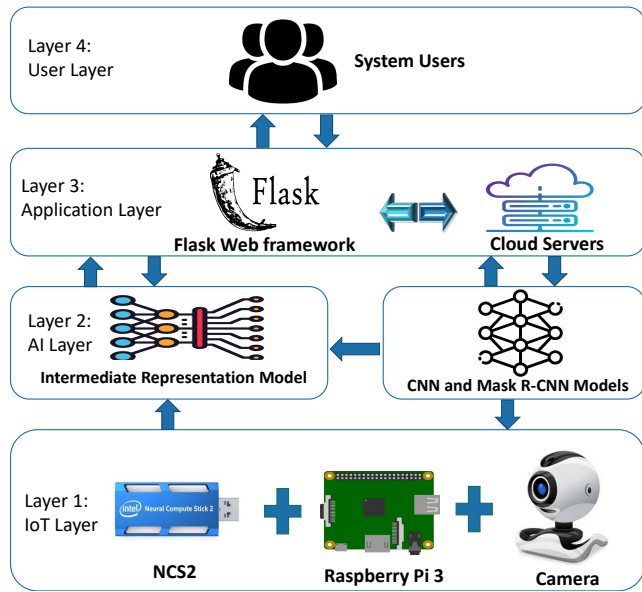 Layer 4:
User Layer
System Users
Layer 3:
Application Layer
Flask
Flask Web framework
Cloud Servers
Layer 2:
AI Layer
Intermediate Representation Model
CNN and Mask R-CNN Models
Layer 1:
IoT Layer
intel Neural Compute Stick 2
NCS2
Raspberry Pi 3
Camera